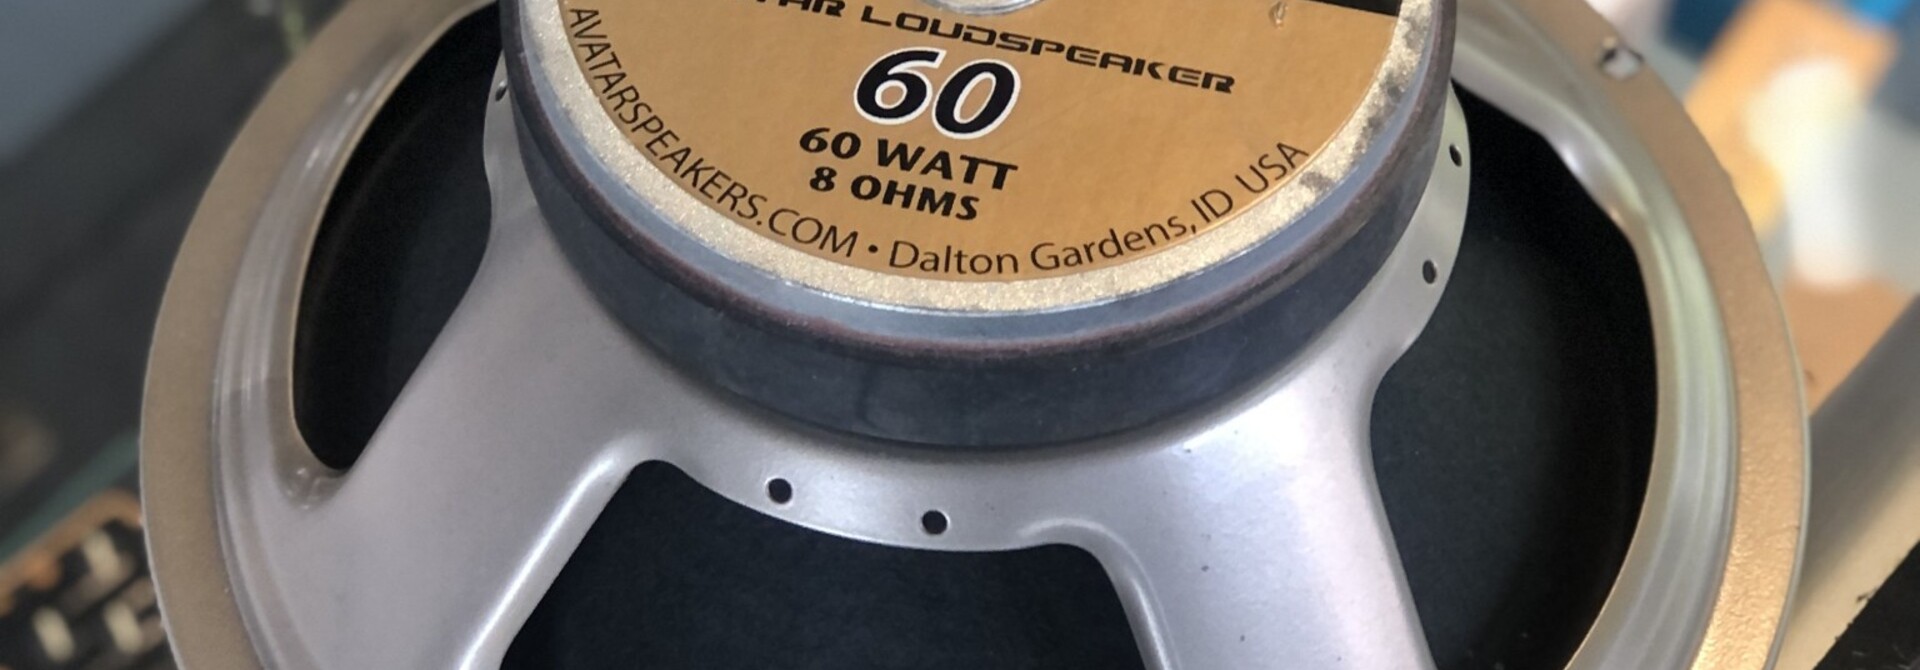 LOUDSPEAKER
60
60 WATT
8 OHMS
AVATARSPEAKERS.COM • Dalton Gardens, ID USA